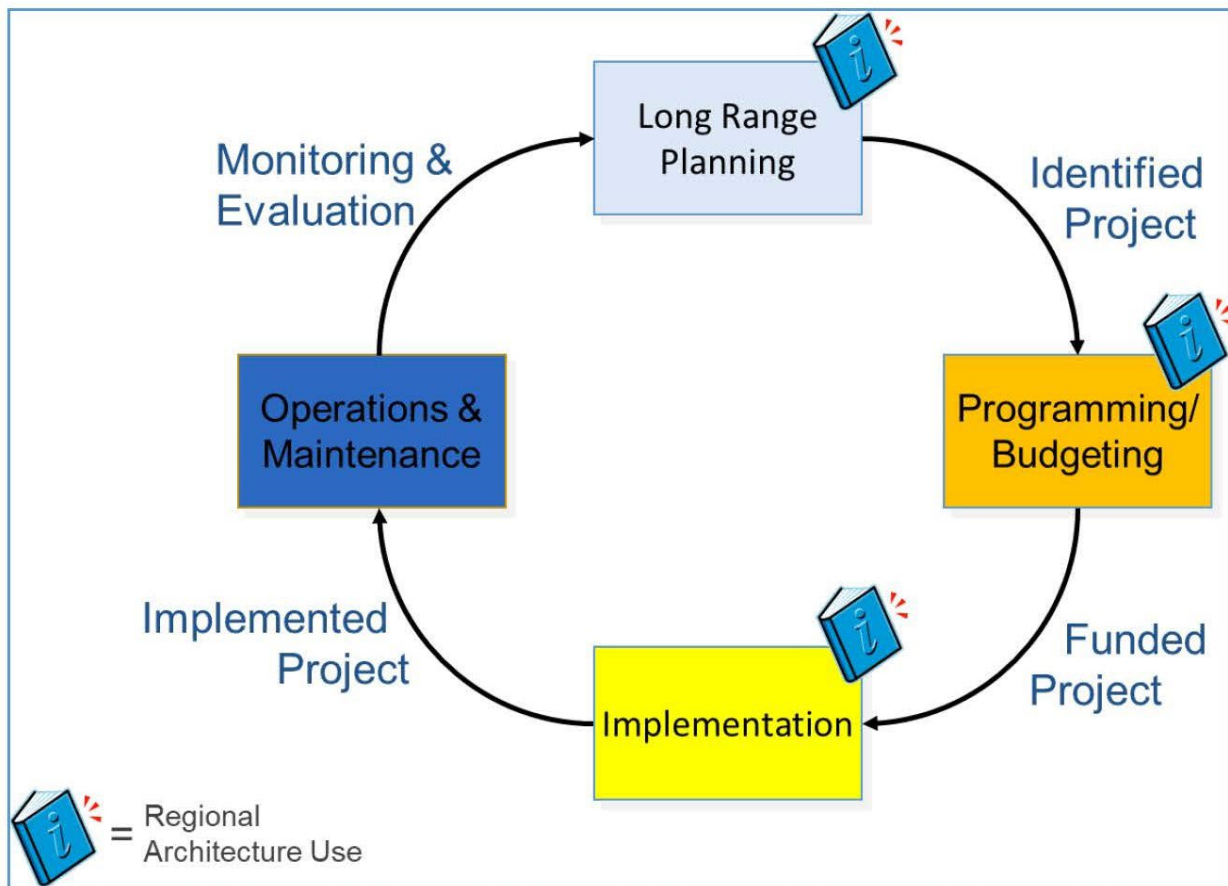 Long Range
Planning
Identified
Project
Programming/
Budgeting
Funded
Project
Implementation
Implemented
Project
Operations &
Maintenance
Monitoring &
Evaluation
i
i
i
i
= Regional
Architecture Use